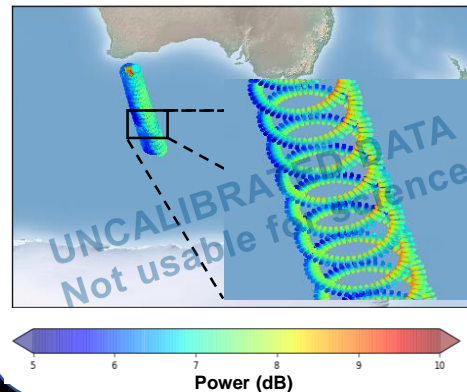 UNCALIBRATED DATA
Not usable for science
5 6 7 8 9 10
Power (dB)